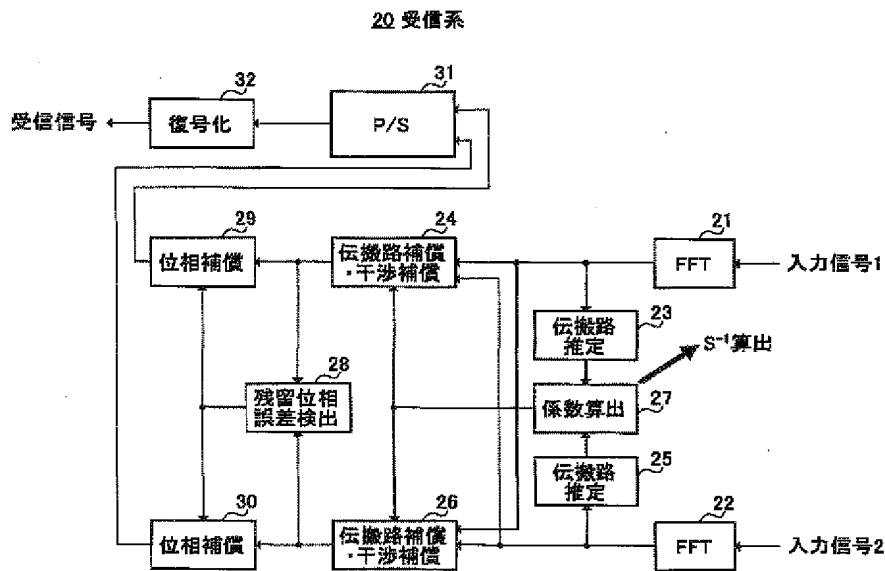 20 受信系
32
31
受信信号
復号化
P/S
29
24
21
位相補償
伝搬路補償
・干渉補償
FFT
入力信号1
23
伝搬路
推定
S⁻¹算出
28
残留位相
誤差検出
係数算出
27
25
伝搬路
推定
30
26
22
位相補償
伝搬路補償
・干渉補償
FFT
入力信号2